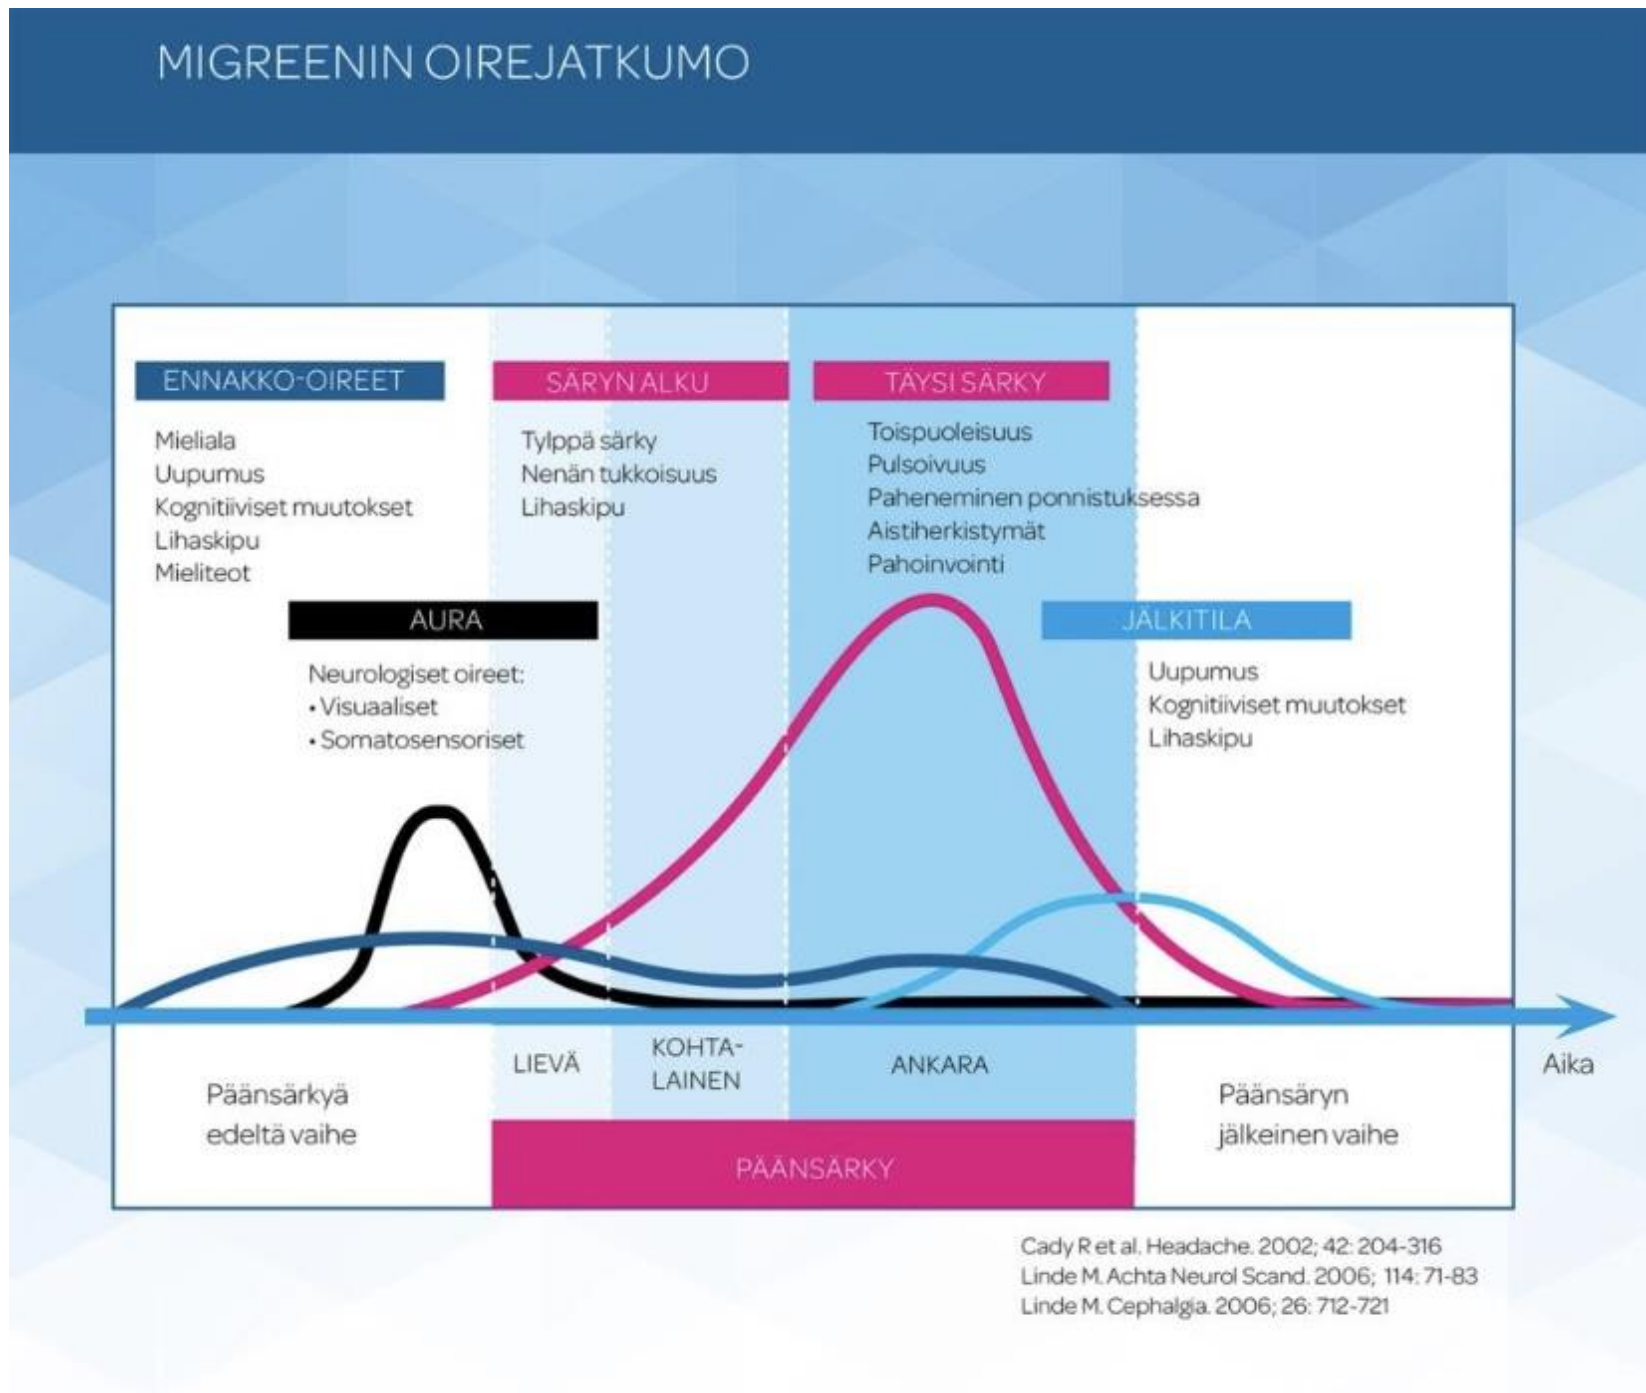 MIGREENIN OIREJATKUMO
ENNAKKO-OIREET
Mieliala
Uupumus
Kognitiiviset muutokset
Lihaskipu
Mieliteot
SÄRYN ALKU
Tylppä särky
Nenän tukkoisuus
Lihaskipu
TÄYSI SÄRKY
Toispuoleisuus
Pulsoivuus
Paheneminen ponnistuksessa
Aistiherkistymät
Pahoinvointi
AURA
Neurologiset oireet:
• Visuaaliset
• Somatosensoriset
JÄLKITILA
Uupumus
Kognitiiviset muutokset
Lihaskipu
LIEVÄ
KOHTA-
LAINEN
ANKARA
Aika
Päänsärkyä
edeltä vaihe
Päänsäryn
jälkeinen vaihe
PÄÄNSÄRKY
Cady R et al. Headache. 2002; 42: 204-316
Linde M. Achta Neurol Scand. 2006; 114: 71-83
Linde M. Cephalgia. 2006; 26: 712-721